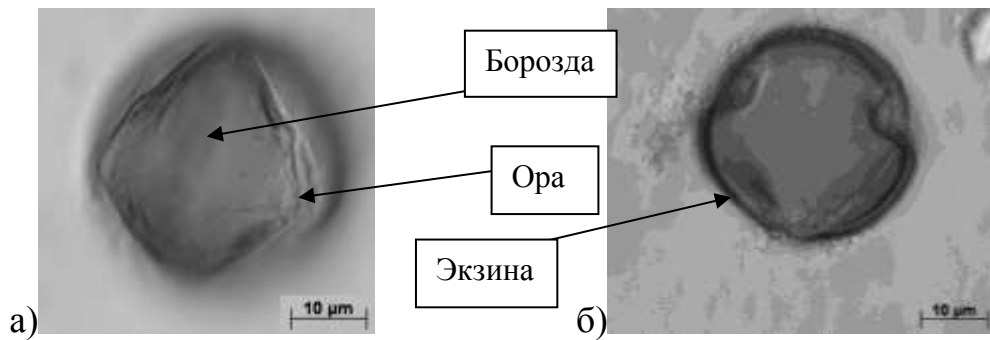 Борозда
Ора
Экзина
а)
10 µm
б)
10 µm